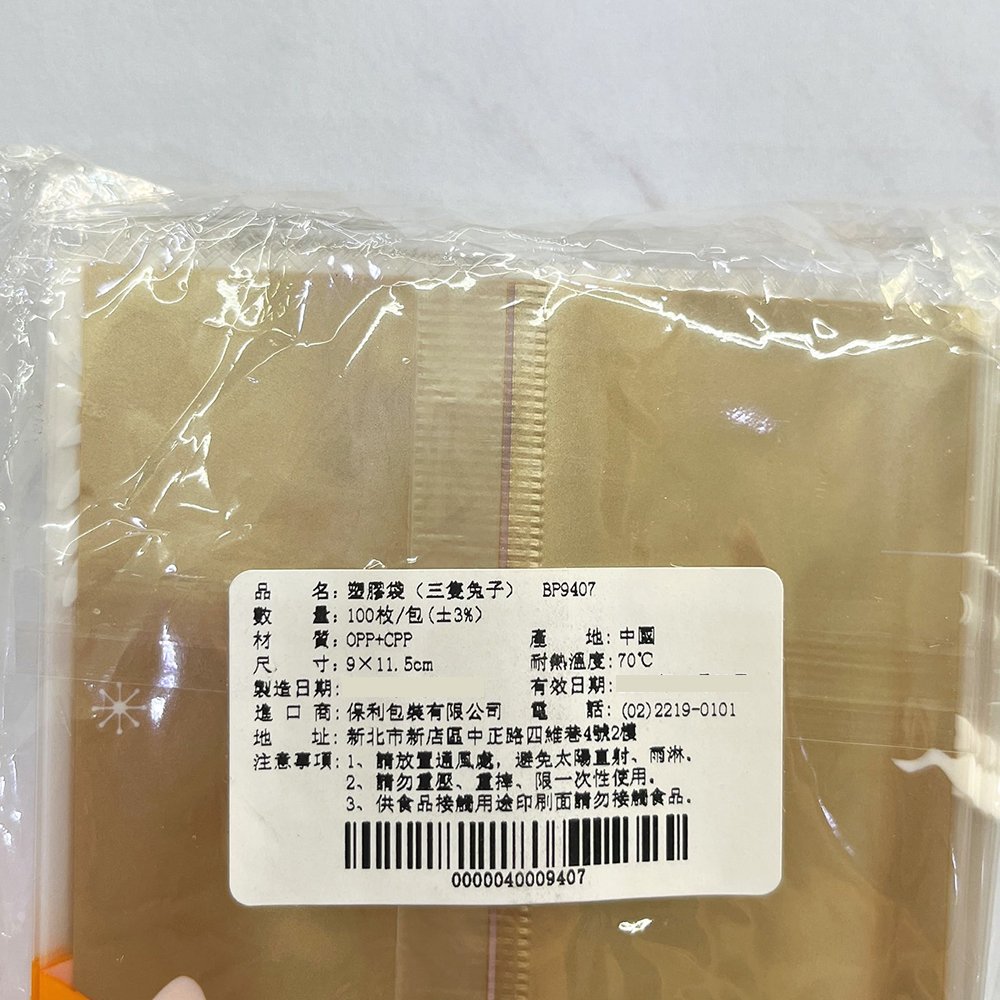 品　　名：塑膠袋（三隻兔子）　BP9407
數　　量：100枚/包(±3%)
材　　質：OPP+CPP　產　　地：中國
尺　　寸：9×11.5cm　耐熱溫度：70℃
製造日期：　有效日期：
進 口 商：保利包裝有限公司　電　　話：(02)2219-0101
地　　址：新北市新店區中正路四維巷4號2樓
注意事項：1、請放置通風處，避免太陽直射、雨淋．
2、請勿重壓、重摔、限一次性使用．
3、供食品接觸用途印刷面請勿接觸食品．
0000040009407